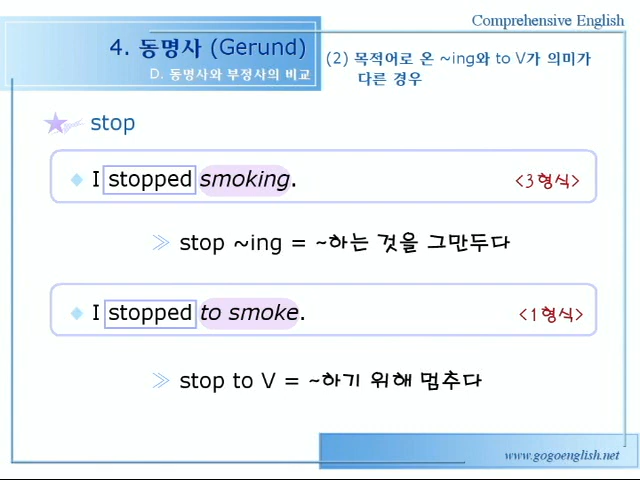 Comprehensive English
4. 동명사 (Gerund)
D. 동명사와 부정사의 비교
(2) 목적어로 온 ~ing와 to V가 의미가
다른 경우
stop
I stopped smoking.
<3형식>
stop ~ing = ~하는 것을 그만두다
I stopped to smoke.
<1형식>
stop to V = ~하기 위해 멈추다
www.gogoenglish.net